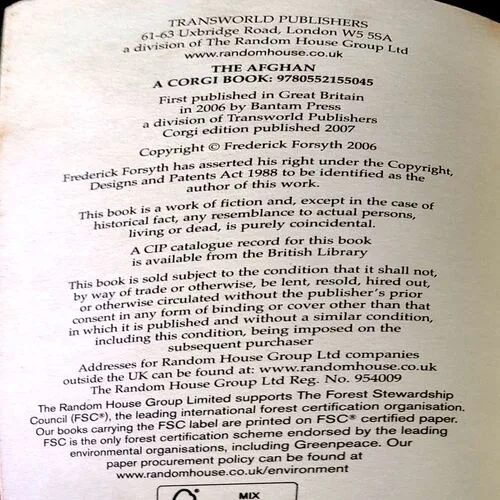 TRANSWORLD PUBLISHERS
61-63 Uxbridge Road, London W5 5SA
a division of The Random House Group Ltd
www.randomhouse.co.uk
THE AFGHAN
A CORGI BOOK: 9780552155045
First published in Great Britain
in 2006 by Bantam Press
a division of Transworld Publishers
Corgi edition published 2007
Copyright © Frederick Forsyth 2006
Frederick Forsyth has asserted his right under the Copyright,
Designs and Patents Act 1988 to be identified as the
author of this work.
This book is a work of fiction and, except in the case of
historical fact, any resemblance to actual persons,
living or dead, is purely coincidental.
A CIP catalogue record for this book
is available from the British Library
This book is sold subject to the condition that it shall not,
by way of trade or otherwise, be lent, resold, hired out,
or otherwise circulated without the publisher's prior
consent in any form of binding or cover other than that
in which it is published and without a similar condition,
including this condition, being imposed on the
subsequent purchaser
Addresses for Random House Group Ltd companies
outside the UK can be found at: www.randomhouse.co.uk
The Random House Group Ltd Reg. No. 954009
The Random House Group Limited supports The Forest Stewardship
Council (FSC®), the leading international forest certification organisation.
Our books carrying the FSC label are printed on FSC® certified paper.
FSC is the only forest certification scheme endorsed by the leading
environmental organisations, including Greenpeace. Our
paper procurement policy can be found at
www.randomhouse.co.uk/environment
MIX